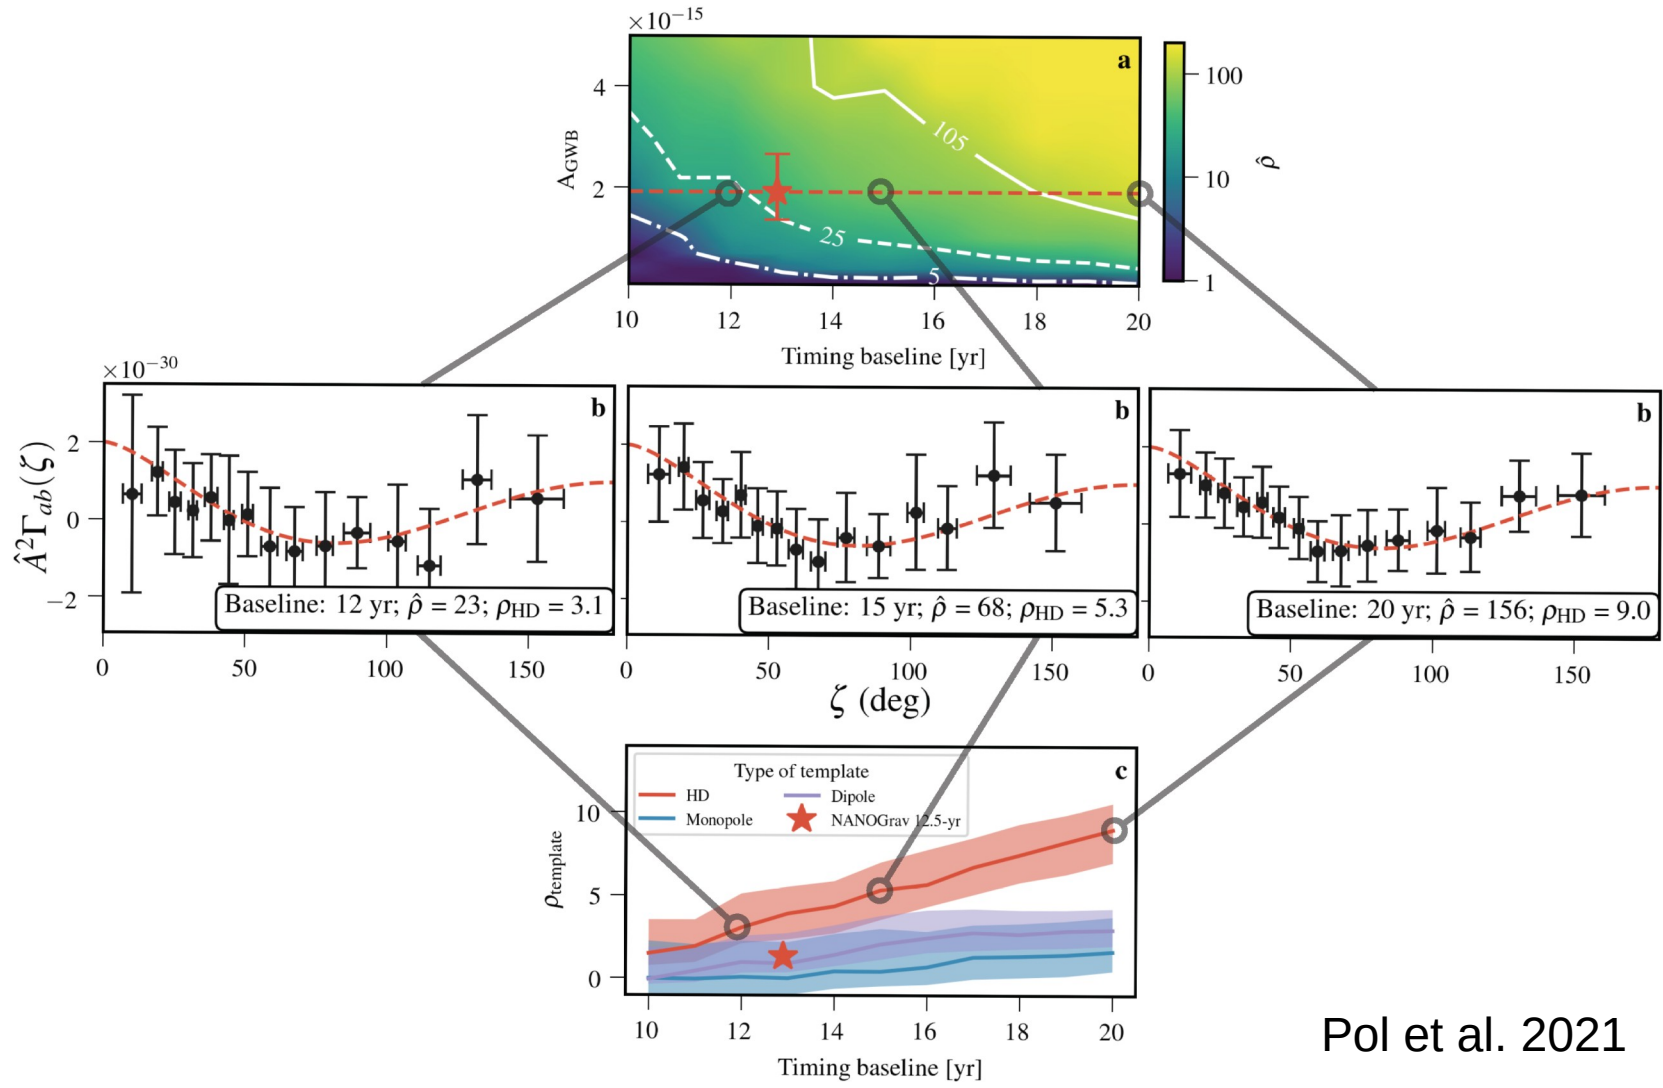 ×10⁻¹⁵
a
4
2
A_GWB
105
25
5
100
10
1
ρ̂
10 12 14 16 18 20
Timing baseline [yr]
×10⁻³⁰
b
b
b
2
0
−2
Â²Γ_ab(ζ)
Baseline: 12 yr; ρ̂ = 23; ρ_HD = 3.1
Baseline: 15 yr; ρ̂ = 68; ρ_HD = 5.3
Baseline: 20 yr; ρ̂ = 156; ρ_HD = 9.0
0 50 100 150
0 50 100 150
0 50 100 150
ζ (deg)
c
Type of template
HD
Dipole
Monopole
NANOGrav 12.5-yr
10
5
0
ρ_template
10 12 14 16 18 20
Timing baseline [yr]
Pol et al. 2021